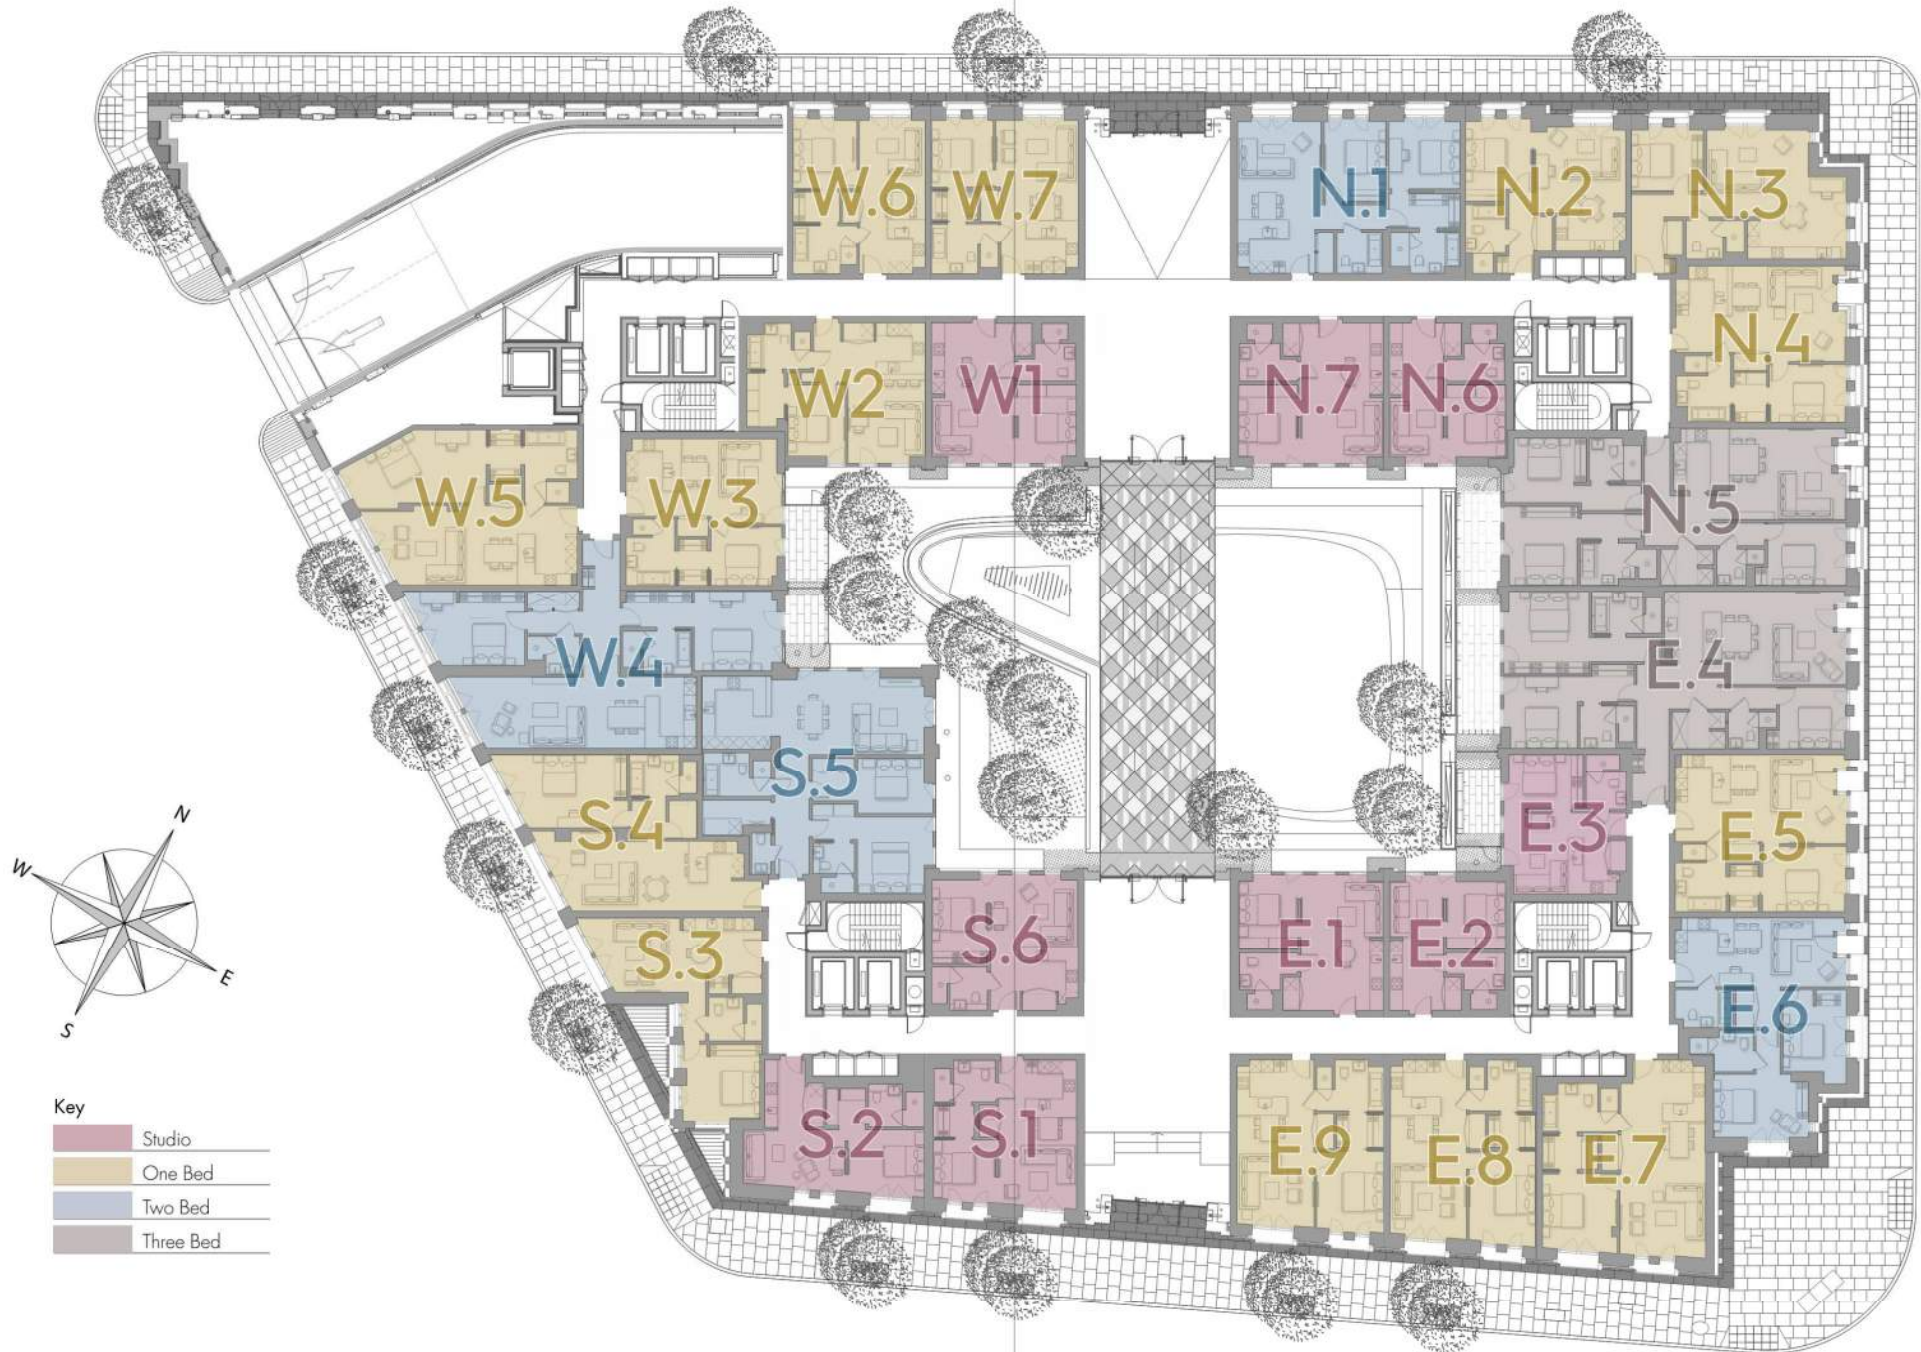 W.6
W.7
N.1
N.2
N.3
N.4
W2
W1
N.7
N.6
W.5
W.3
N.5
W.4
E.4
S.5
S.4
E.3
E.5
N
W
E
S
S.3
S.6
E.1
E.2
E.6
S.2
S.1
E.9
E.8
E.7
Key
Studio
One Bed
Two Bed
Three Bed